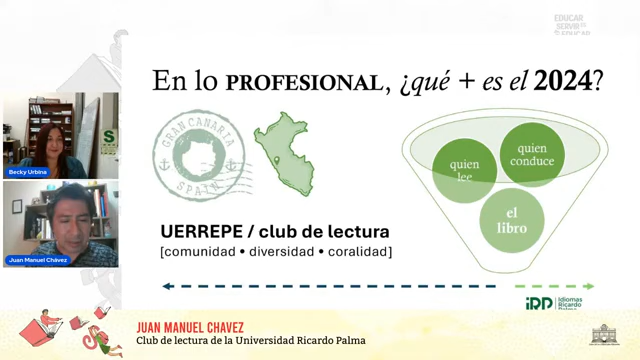 EDUCAR
SERVIR
EDUCAR
En lo PROFESIONAL, ¿qué + es el 2024?
Becky Urbina
Juan Manuel Chávez
GRAN CANARIA
SPAIN
quien
lee
quien
conduce
el
libro
UERREPE / club de lectura
[comunidad • diversidad • coralidad]
iRP Idiomas
Ricardo
Palma
JUAN MANUEL CHAVEZ
Club de lectura de la Universidad Ricardo Palma